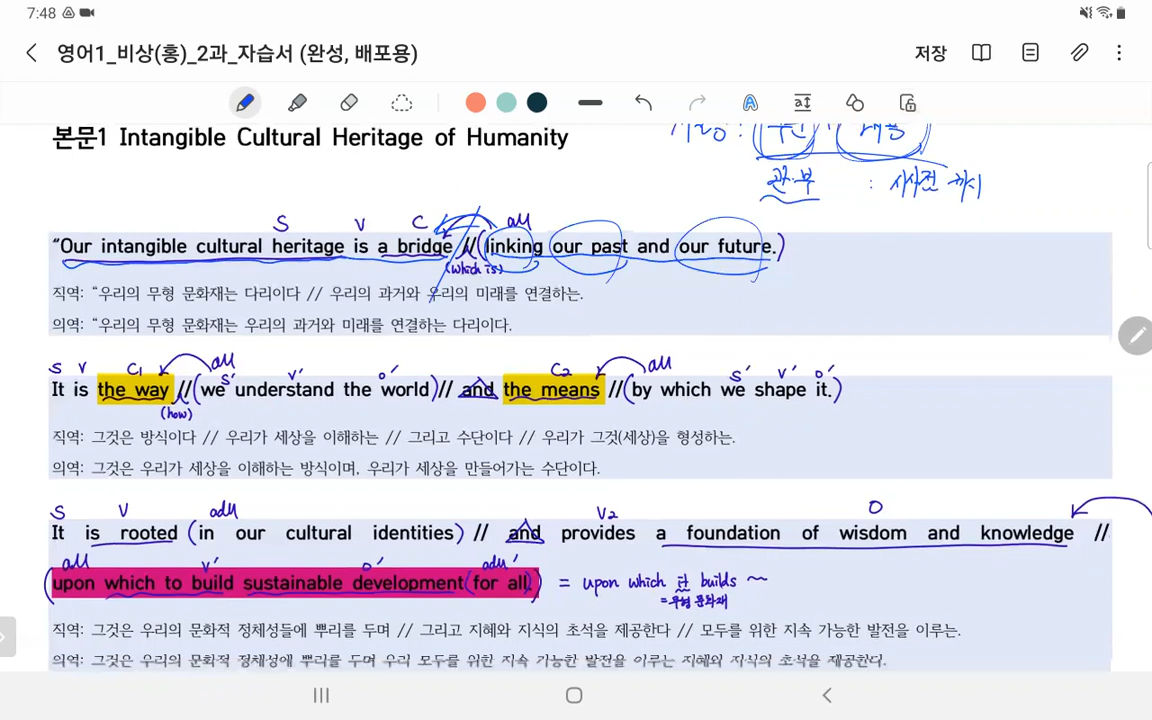 7:48
영어1_비상(홍)_2과_자습서 (완성, 배포용)
저장
본문1 Intangible Cultural Heritage of Humanity
관·부 : 사사전 까지
S V C
"Our intangible cultural heritage is a bridge // (linking our past and our future.)
(which is)
직역: "우리의 무형 문화재는 다리이다 // 우리의 과거와 우리의 미래를 연결하는.
의역: "우리의 무형 문화재는 우리의 과거와 미래를 연결하는 다리이다.
S V C1 C2
S' V' O' S' V' O'
It is the way // (we understand the world) // and the means // (by which we shape it.)
(how)
직역: 그것은 방식이다 // 우리가 세상을 이해하는 // 그리고 수단이다 // 우리가 그것(세상)을 형성하는.
의역: 그것은 우리가 세상을 이해하는 방식이며, 우리가 세상을 만들어가는 수단이다.
S V V2 O
It is rooted (in our cultural identities) // and provides a foundation of wisdom and knowledge //
V' O'
(upon which to build sustainable development (for all.)) = upon which it builds ~
=무형 문화재
직역: 그것은 우리의 문화적 정체성들에 뿌리를 두며 // 그리고 지혜와 지식의 초석을 제공한다 // 모두를 위한 지속 가능한 발전을 이루는.
의역: 그것은 우리의 문화적 정체성에 뿌리를 두며 우리 모두를 위한 지속 가능한 발전을 이루는 지혜와 지식의 초석을 제공한다.